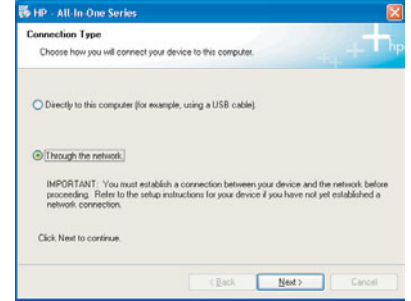 HP - All-In-One Series
Connection Type
Choose how you will connect your device to this computer.
hp
Directly to this computer (for example, using a USB cable).
Through the network.
IMPORTANT: You must establish a connection between your device and the network before
proceeding. Refer to the setup instructions for your device if you have not yet established a
network connection.
Click Next to continue.
< Back
Next >
Cancel